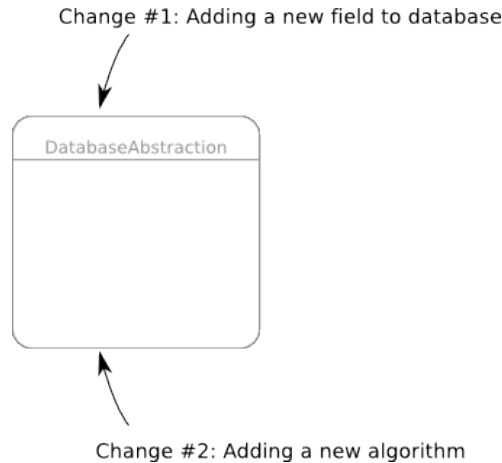 Change #1: Adding a new field to database
DatabaseAbstraction
Change #2: Adding a new algorithm